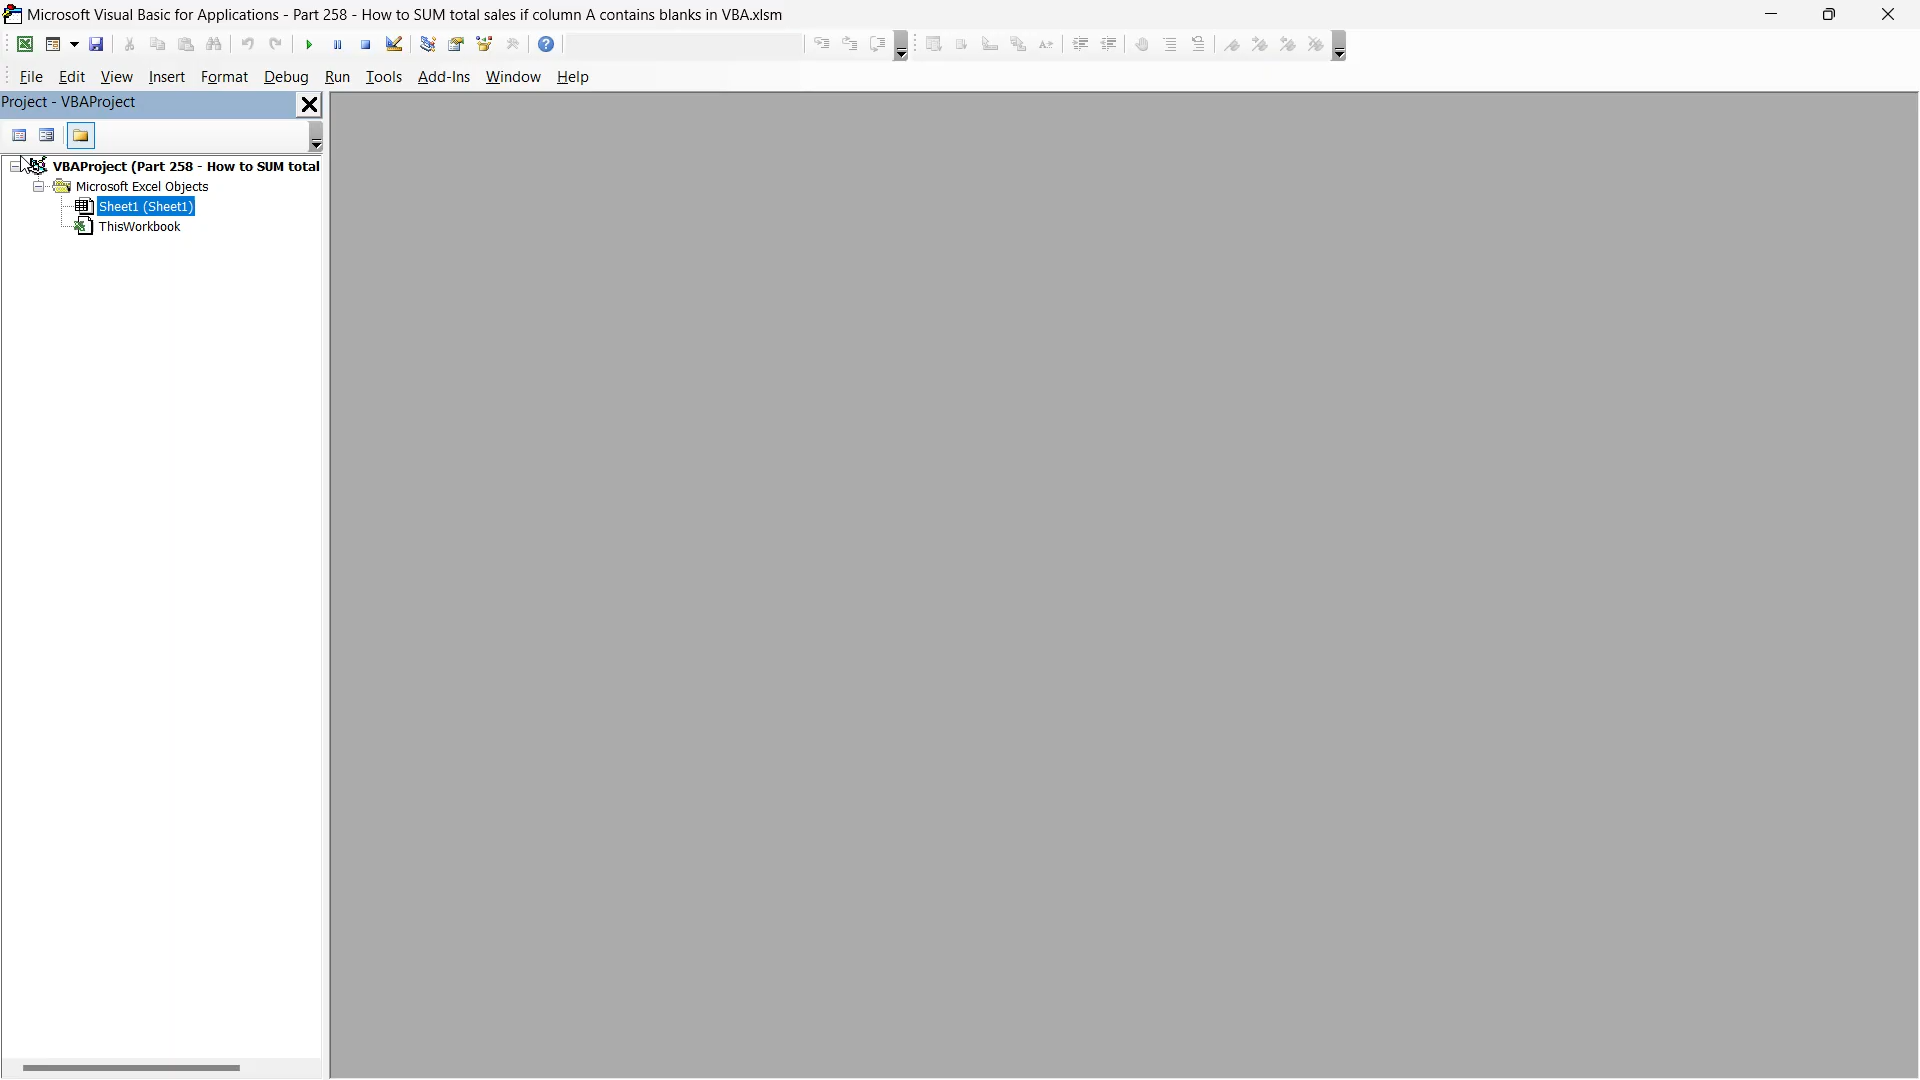 Microsoft Visual Basic for Applications - Part 258 - How to SUM total sales if column A contains blanks in VBA.xlsm
File Edit View Insert Format Debug Run Tools Add-Ins Window Help
Project - VBAProject
VBAProject (Part 258 - How to SUM total
Microsoft Excel Objects
Sheet1 (Sheet1)
ThisWorkbook